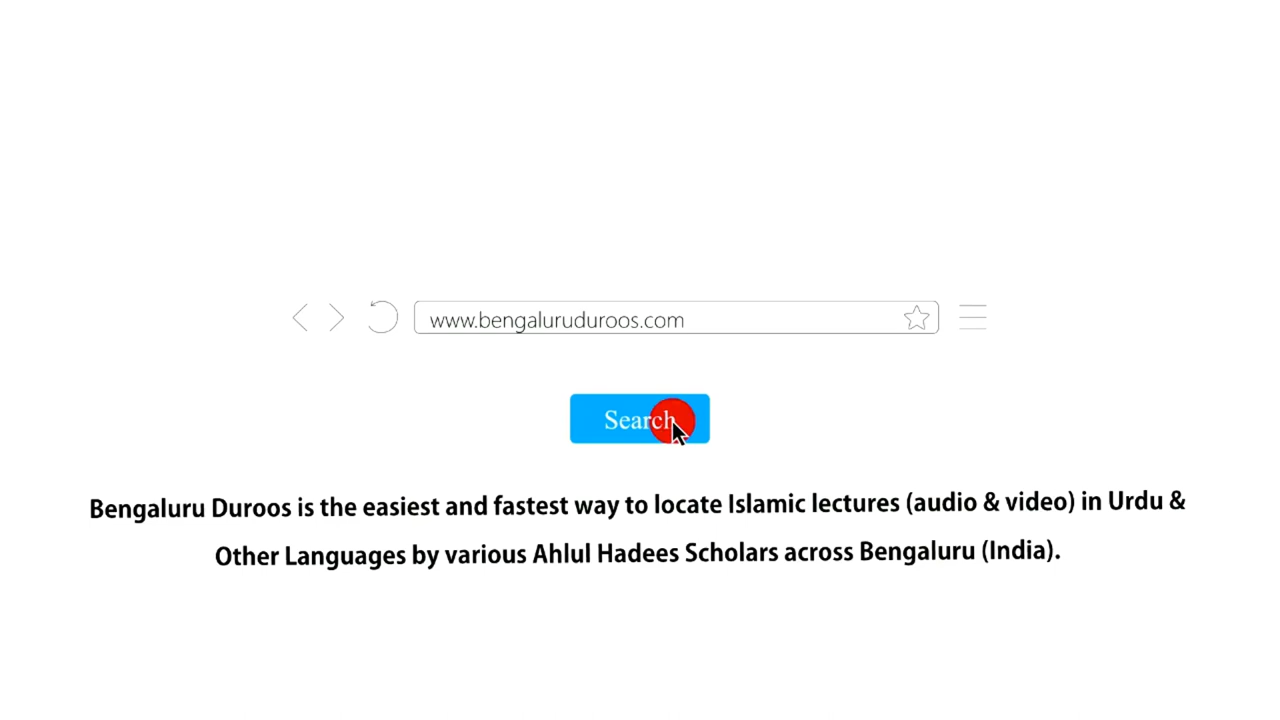 www.bengaluruduroos.com
Search
Bengaluru Duroos is the easiest and fastest way to locate Islamic lectures (audio & video) in Urdu &
Other Languages by various Ahlul Hadees Scholars across Bengaluru (India).